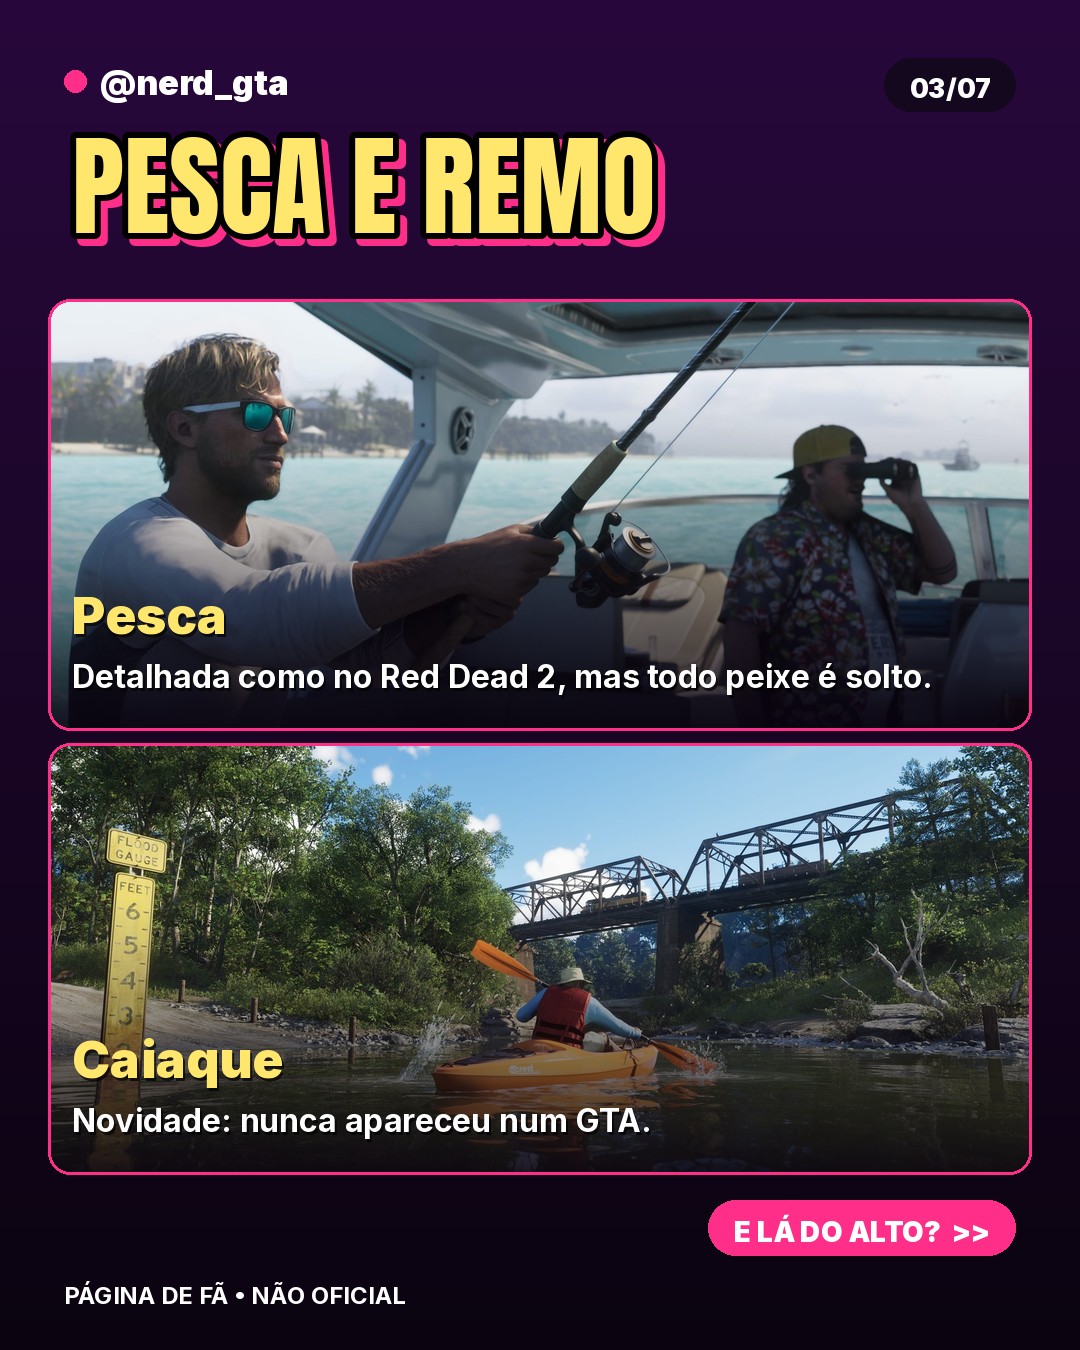 @nerd_gta
03/07
PESCA E REMO
Pesca
Detalhada como no Red Dead 2, mas todo peixe é solto.
FLOOD
GAUGE
FEET
6
5
4
3
Caiaque
Novidade: nunca apareceu num GTA.
E LÁ DO ALTO? >>
PÁGINA DE FÃ • NÃO OFICIAL